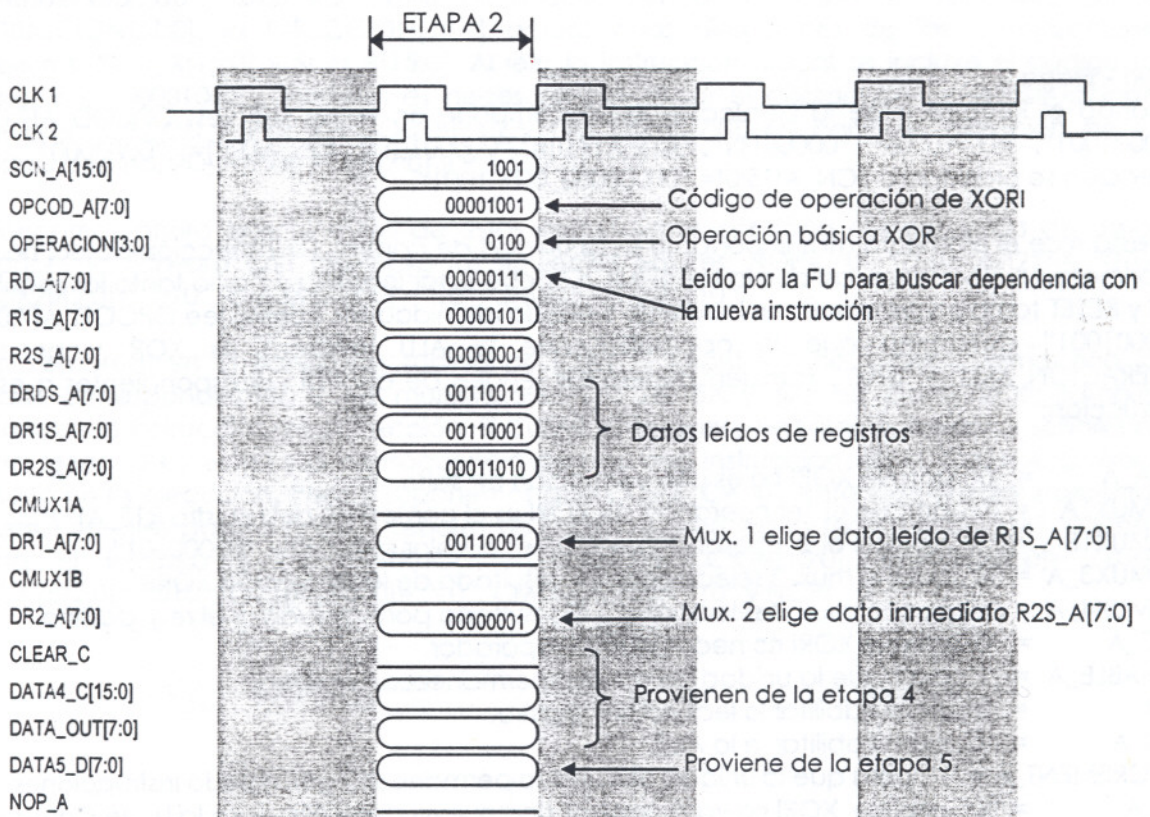 ETAPA 2
CLK 1
CLK 2
SCN_A[15:0] 1001
OPCOD_A[7:0] 00001001 Código de operación de XORI
OPERACION[3:0] 0100 Operación básica XOR
RD_A[7:0] 00000111 Leído por la FU para buscar dependencia con
la nueva instrucción
R1S_A[7:0] 00000101
R2S_A[7:0] 00000001
DRDS_A[7:0] 00110011
DR1S_A[7:0] 00110001 Datos leídos de registros
DR2S_A[7:0] 00011010
CMUX1A
DR1_A[7:0] 00110001 Mux. 1 elige dato leído de R1S_A[7:0]
CMUX1B
DR2_A[7:0] 00000001 Mux. 2 elige dato inmediato R2S_A[7:0]
CLEAR_C
DATA4_C[15:0] Provienen de la etapa 4
DATA_OUT[7:0]
DATA5_D[7:0] Proviene de la etapa 5.
NOP_A